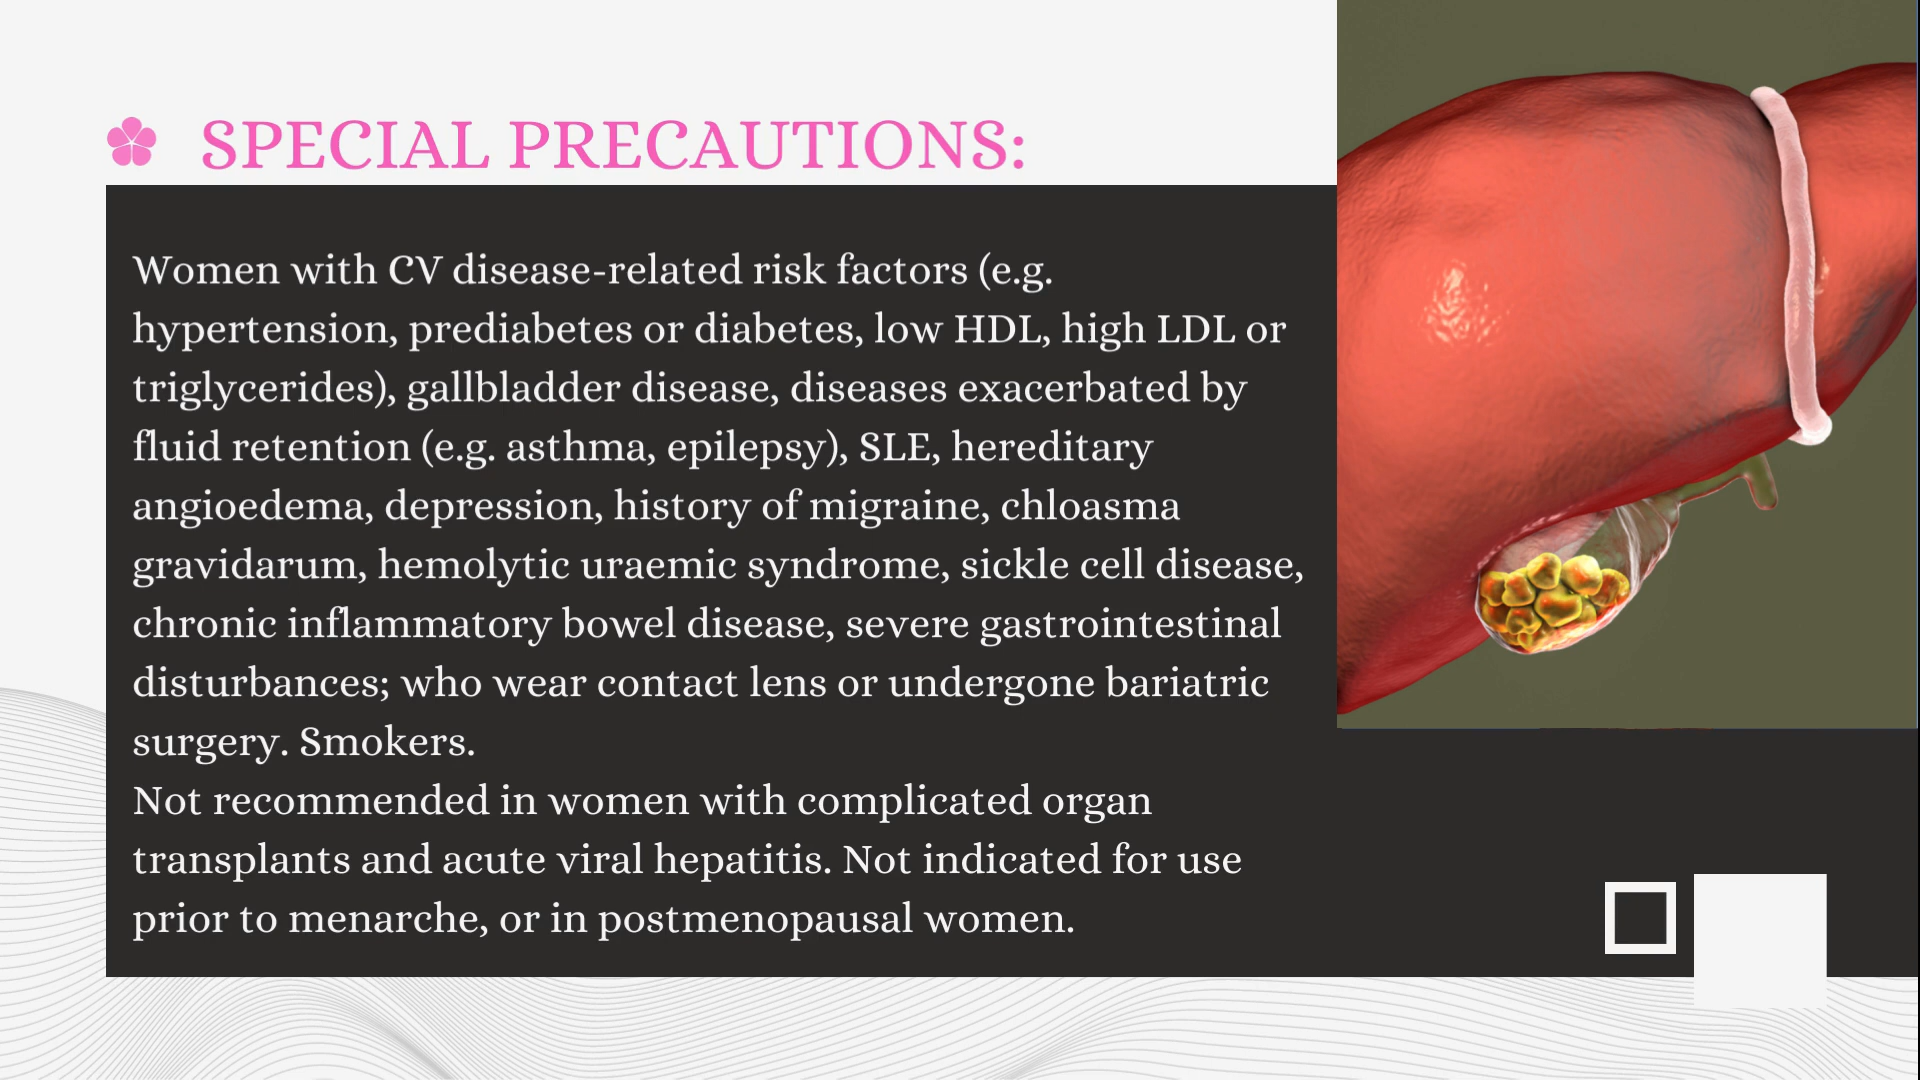 SPECIAL PRECAUTIONS:
Women with CV disease-related risk factors (e.g.
hypertension, prediabetes or diabetes, low HDL, high LDL or
triglycerides), gallbladder disease, diseases exacerbated by
fluid retention (e.g. asthma, epilepsy), SLE, hereditary
angioedema, depression, history of migraine, chloasma
gravidarum, hemolytic uraemic syndrome, sickle cell disease,
chronic inflammatory bowel disease, severe gastrointestinal
disturbances; who wear contact lens or undergone bariatric
surgery. Smokers.
Not recommended in women with complicated organ
transplants and acute viral hepatitis. Not indicated for use
prior to menarche, or in postmenopausal women.